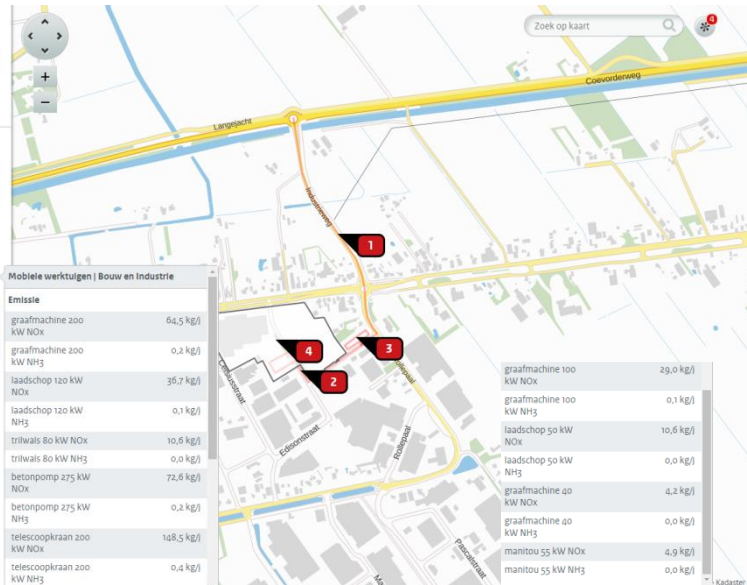 Zoek op kaart
4
+
−
Coevorderweg
Langejacht
Industrieweg
1
4
3
2
Rollepaal
Celsiusstraat
Edisonstraat
Rollepaal
Pascalstraat
Mobiele werktuigen | Bouw en Industrie
Emissie
graafmachine 200 64,5 kg/j
kW NOx
graafmachine 200 0,2 kg/j
kW NH3
laadschop 120 kW 36,7 kg/j
NOx
laadschop 120 kW 0,1 kg/j
NH3
trilwals 80 kW NOx 10,6 kg/j
trilwals 80 kW NH3 0,0 kg/j
betonpomp 275 kW 72,6 kg/j
NOx
betonpomp 275 kW 0,2 kg/j
NH3
telescoopkraan 200 148,5 kg/j
kW NOx
telescoopkraan 200 0,4 kg/j
kW NH3
graafmachine 100 29,0 kg/j
kW NOx
graafmachine 100 0,1 kg/j
kW NH3
laadschop 50 kW 10,6 kg/j
NOx
laadschop 50 kW 0,0 kg/j
NH3
graafmachine 40 4,2 kg/j
kW NOx
graafmachine 40 0,0 kg/j
kW NH3
manitou 55 kW NOx 4,9 kg/j
manitou 55 kW NH3 0,0 kg/j
Kadaster